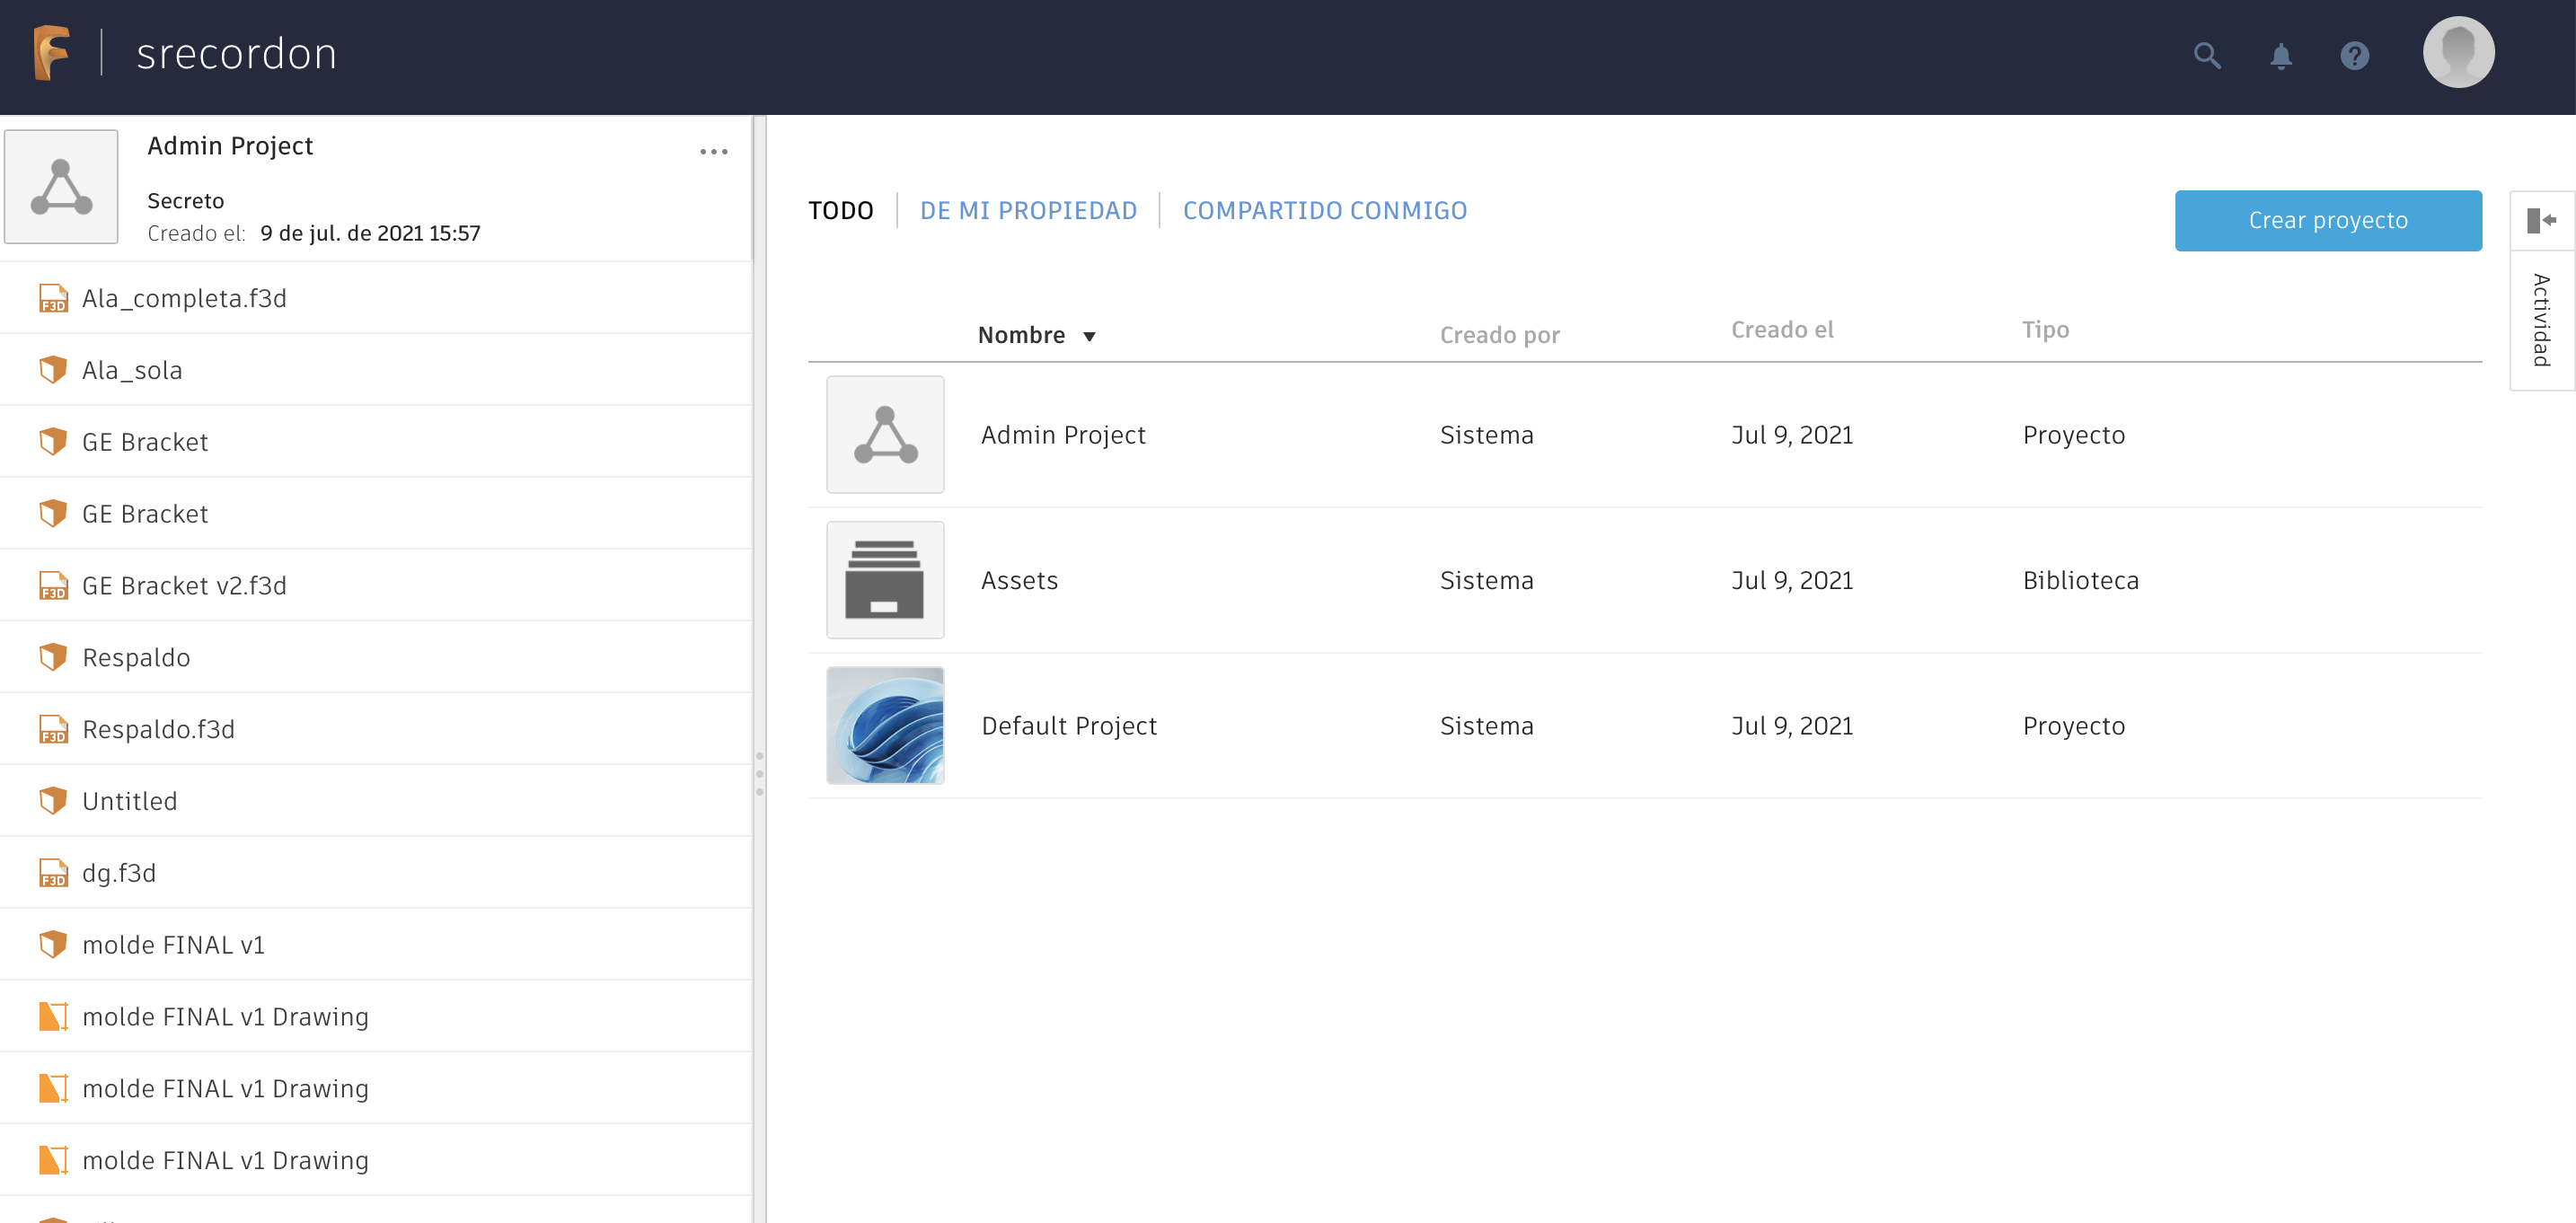 srecordon
Admin Project
Secreto
Creado el: 9 de jul. de 2021 15:57
Ala_completa.f3d
Ala_sola
GE Bracket
GE Bracket
GE Bracket v2.f3d
Respaldo
Respaldo.f3d
Untitled
dg.f3d
molde FINAL v1
molde FINAL v1 Drawing
molde FINAL v1 Drawing
molde FINAL v1 Drawing
TODO DE MI PROPIEDAD COMPARTIDO CONMIGO
Crear proyecto
Actividad
Nombre Creado por Creado el Tipo
Admin Project Sistema Jul 9, 2021 Proyecto
Assets Sistema Jul 9, 2021 Biblioteca
Default Project Sistema Jul 9, 2021 Proyecto